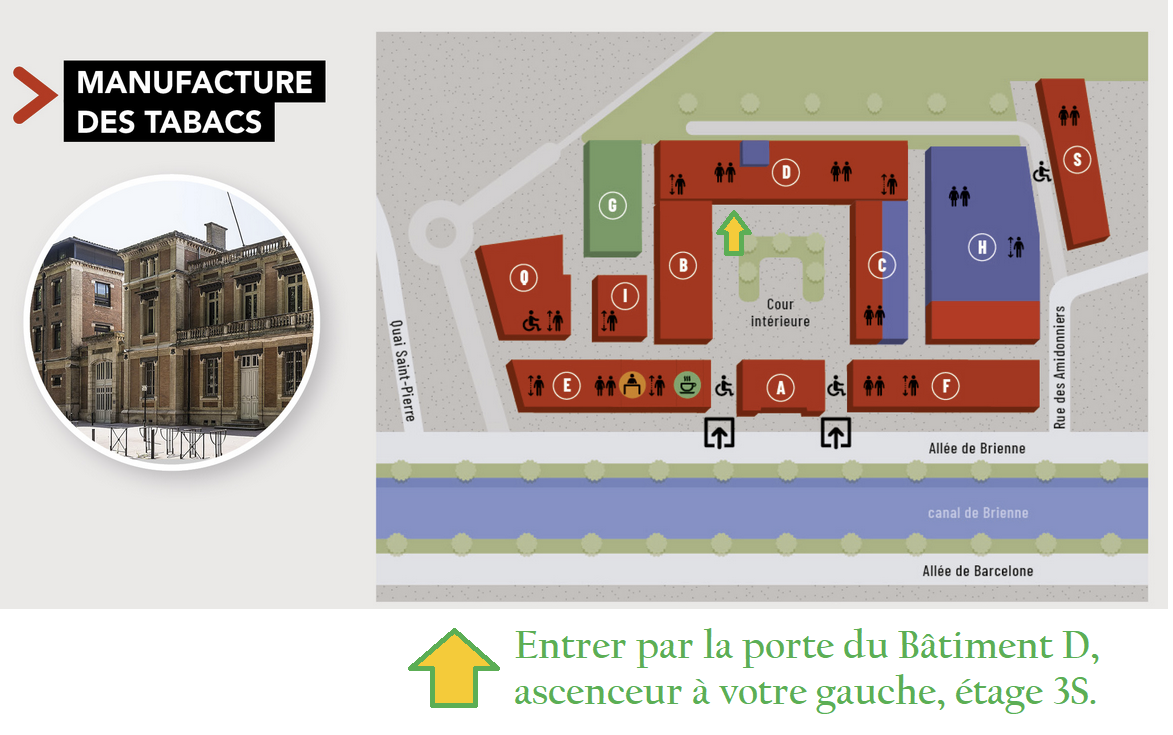 MANUFACTURE
DES TABACS
S
D
G
H
B
C
Q
I
Cour
intérieure
Quai Saint-Pierre
Rue des Amidonniers
E
A
F
Allée de Brienne
canal de Brienne
Allée de Barcelone
Entrer par la porte du Bâtiment D,
ascenceur à votre gauche, étage 3S.